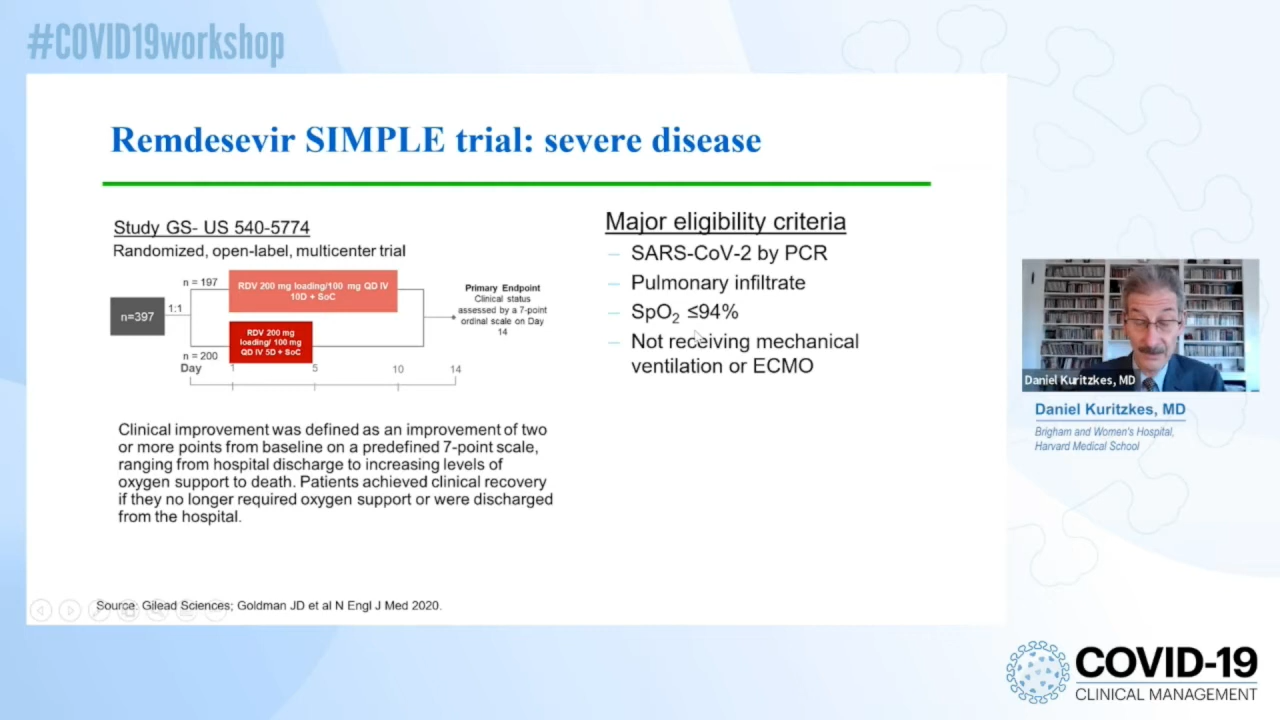 #COVID19workshop
Remdesevir SIMPLE trial: severe disease
Study GS- US 540-5774
Randomized, open-label, multicenter trial
n=397
1:1
n = 197
RDV 200 mg loading/100 mg QD IV
10D + SoC
RDV 200 mg
loading/ 100 mg
QD IV 5D + SoC
n = 200
Day
1
5
10
14
Primary Endpoint
Clinical status
assessed by a 7-point
ordinal scale on Day
14
Clinical improvement was defined as an improvement of two
or more points from baseline on a predefined 7-point scale,
ranging from hospital discharge to increasing levels of
oxygen support to death. Patients achieved clinical recovery
if they no longer required oxygen support or were discharged
from the hospital.
Major eligibility criteria
– SARS-CoV-2 by PCR
– Pulmonary infiltrate
– SpO2 ≤94%
– Not receiving mechanical
ventilation or ECMO
Source: Gilead Sciences; Goldman JD et al N Engl J Med 2020.
Daniel Kuritzkes, MD
Daniel Kuritzkes, MD
Brigham and Women's Hospital,
Harvard Medical School
COVID-19
CLINICAL MANAGEMENT